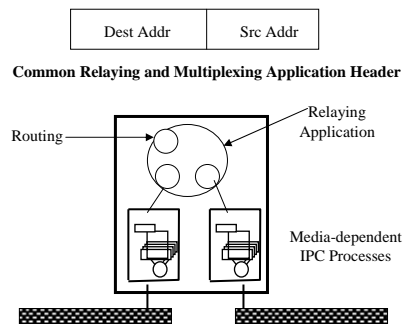 Dest Addr Src Addr
Common Relaying and Multiplexing Application Header
Relaying
Application
Routing
Media-dependent
IPC Processes